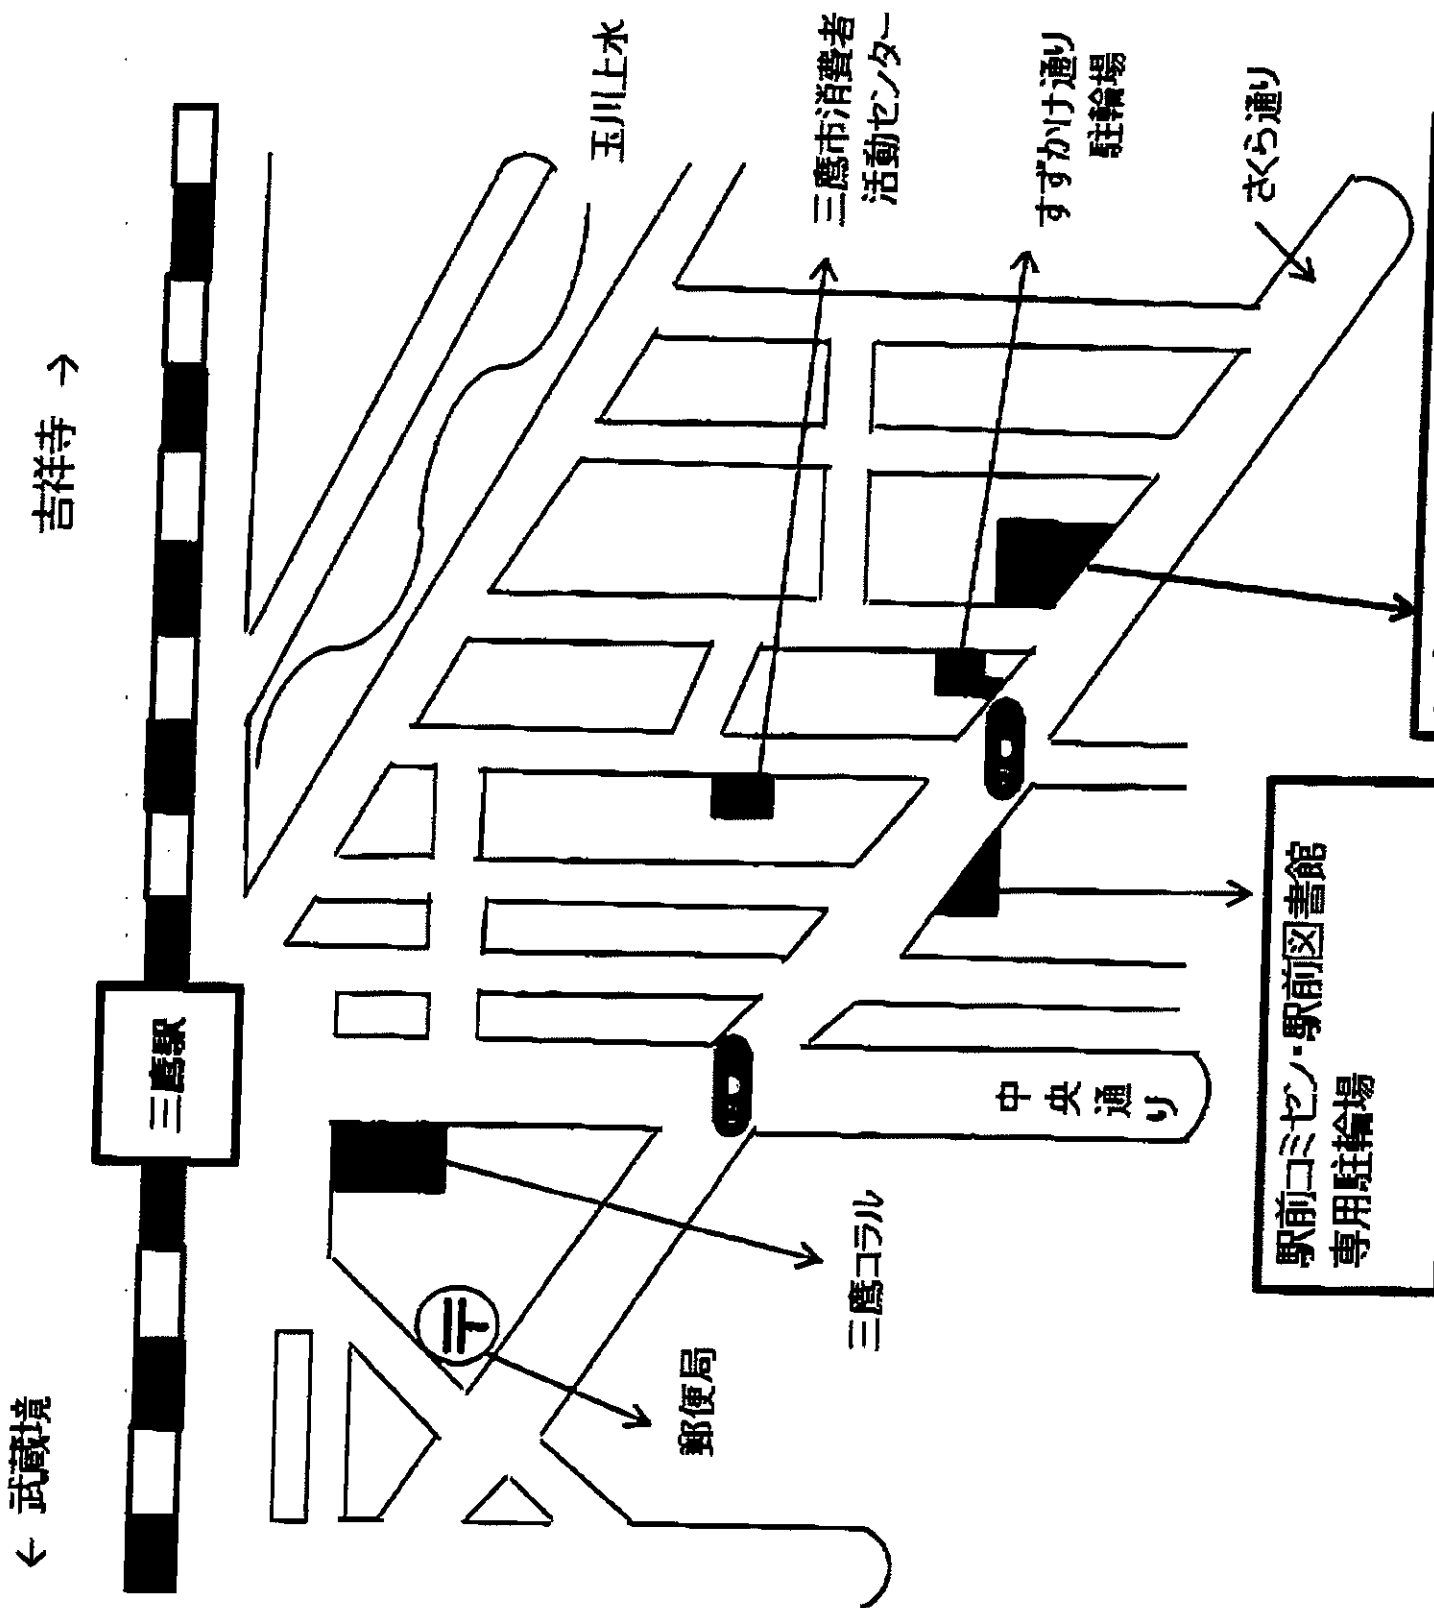 ← 武蔵境
吉祥寺 →
三鷹駅
玉川上水
三鷹市消費者
活動センター
すずかけ通り
駐輪場
さくら通り
〒
郵便局
三鷹コラル
中央通り
駅前コミセン・駅前図書館
専用駐輪場